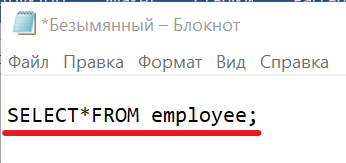 *Безымянный – Блокнот
Файл Правка Формат Вид Справка
SELECT*FROM employee;